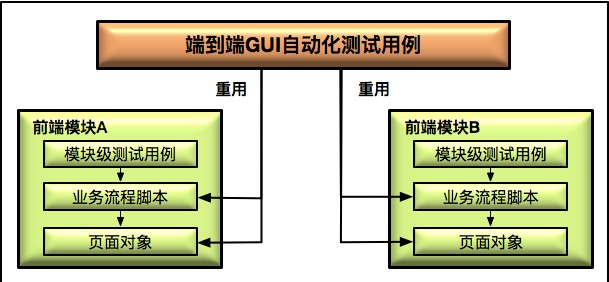 端到端GUI自动化测试用例
重用
重用
前端模块A
模块级测试用例
业务流程脚本
页面对象
前端模块B
模块级测试用例
业务流程脚本
页面对象